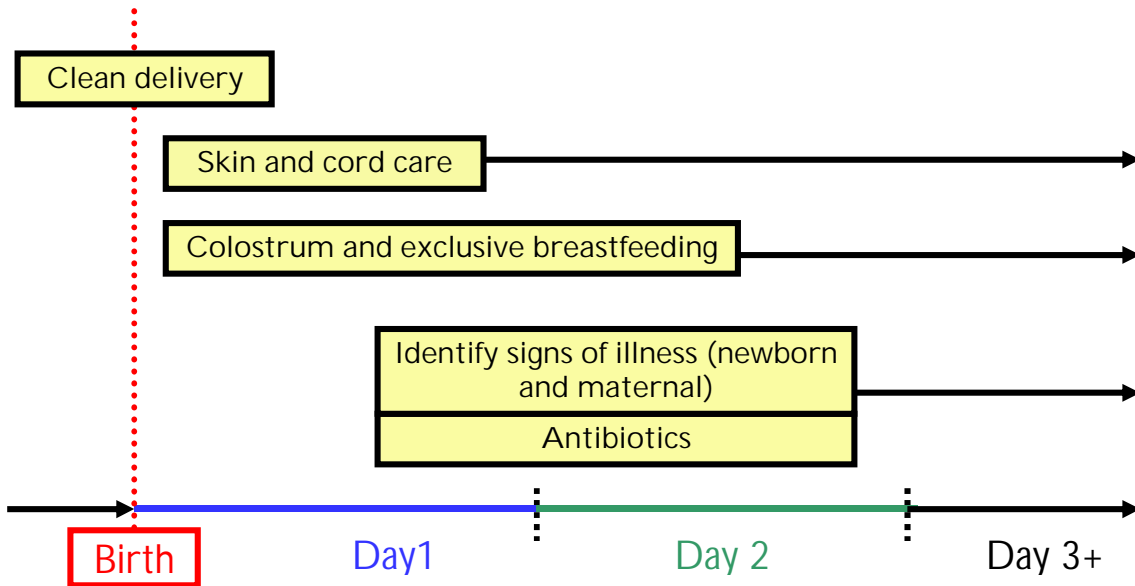 Clean delivery
Skin and cord care
Colostrum and exclusive breastfeeding
Identify signs of illness (newborn
and maternal)
Antibiotics
Birth
Day1
Day 2
Day 3+